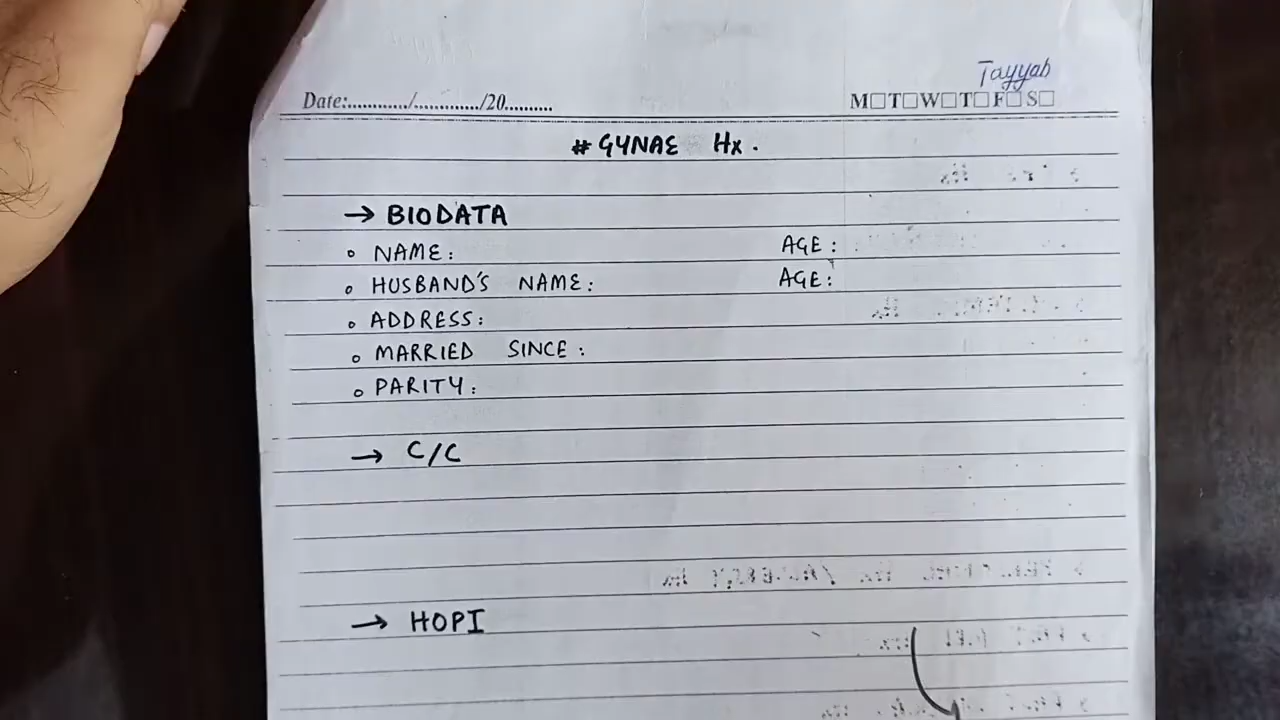 Tayyab
Date:............/............./20..........
M□T□W□T□F□S□
# GYNAE Hx.
→ BIODATA
• NAME: AGE:
• HUSBAND'S NAME: AGE:
• ADDRESS:
• MARRIED SINCE:
• PARITY:
→ C/C
→ HOPI